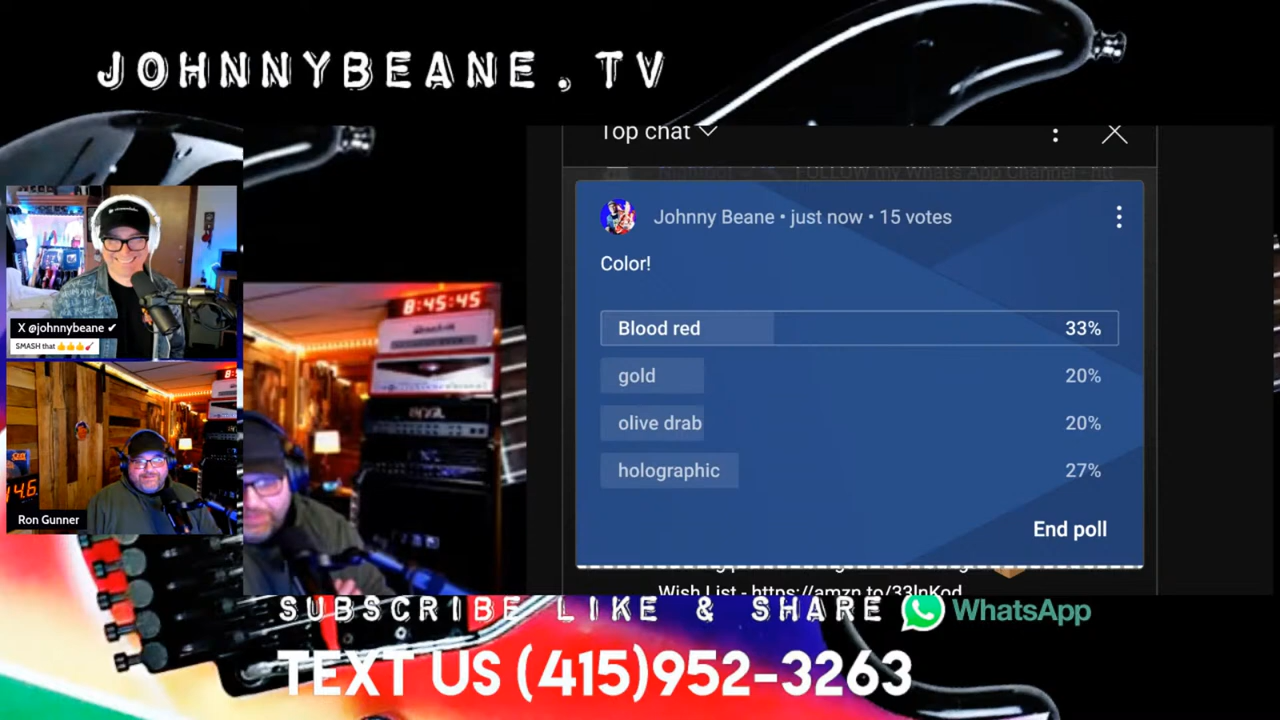 JOHNNYBEANE.TV
Top chat
Johnny Beane • just now • 15 votes
Color!
Blood red 33%
gold 20%
olive drab 20%
holographic 27%
End poll
Wish List - https://amzn.to/33lnKod
X @johnnybeane ✔
SMASH that 👍👍👍🎸
Ron Gunner
8:45:45
SUBSCRIBE LIKE & SHARE WhatsApp
TEXT US (415)952-3263